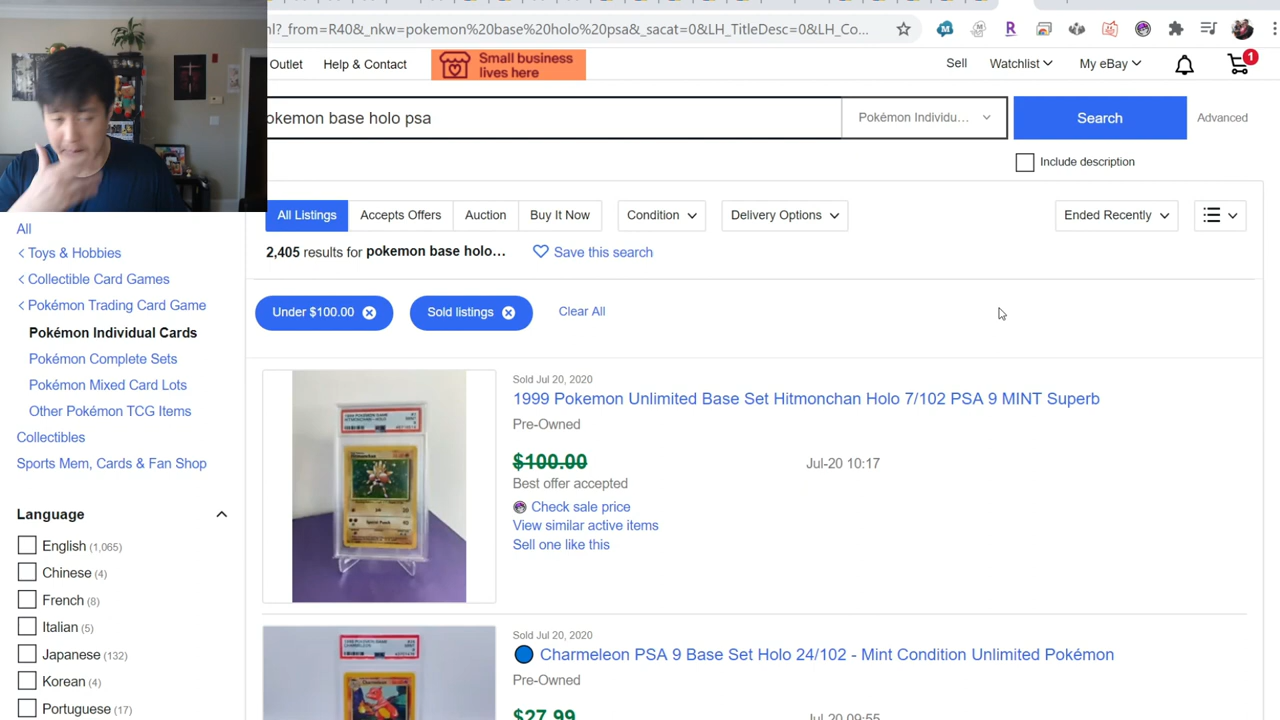 nl?_from=R40&_nkw=pokemon%20base%20holo%20psa&_sacat=0&LH_TitleDesc=0&LH_Co...
Outlet Help & Contact Small business lives here Sell Watchlist My eBay 1
okemon base holo psa Pokémon Individu... Search Advanced
Include description
All Listings Accepts Offers Auction Buy It Now Condition Delivery Options Ended Recently
2,405 results for pokemon base holo... Save this search
Under $100.00 Sold listings Clear All
All
Toys & Hobbies
Collectible Card Games
Pokémon Trading Card Game
Pokémon Individual Cards
Pokémon Complete Sets
Pokémon Mixed Card Lots
Other Pokémon TCG Items
Collectibles
Sports Mem, Cards & Fan Shop
Language
English (1,065)
Chinese (4)
French (8)
Italian (5)
Japanese (132)
Korean (4)
Portuguese (17)
Sold Jul 20, 2020
1999 Pokemon Unlimited Base Set Hitmonchan Holo 7/102 PSA 9 MINT Superb
Pre-Owned
$100.00 Jul-20 10:17
Best offer accepted
Check sale price
View similar active items
Sell one like this
Sold Jul 20, 2020
Charmeleon PSA 9 Base Set Holo 24/102 - Mint Condition Unlimited Pokémon
Pre-Owned
$27.99 Jul-20 09:55